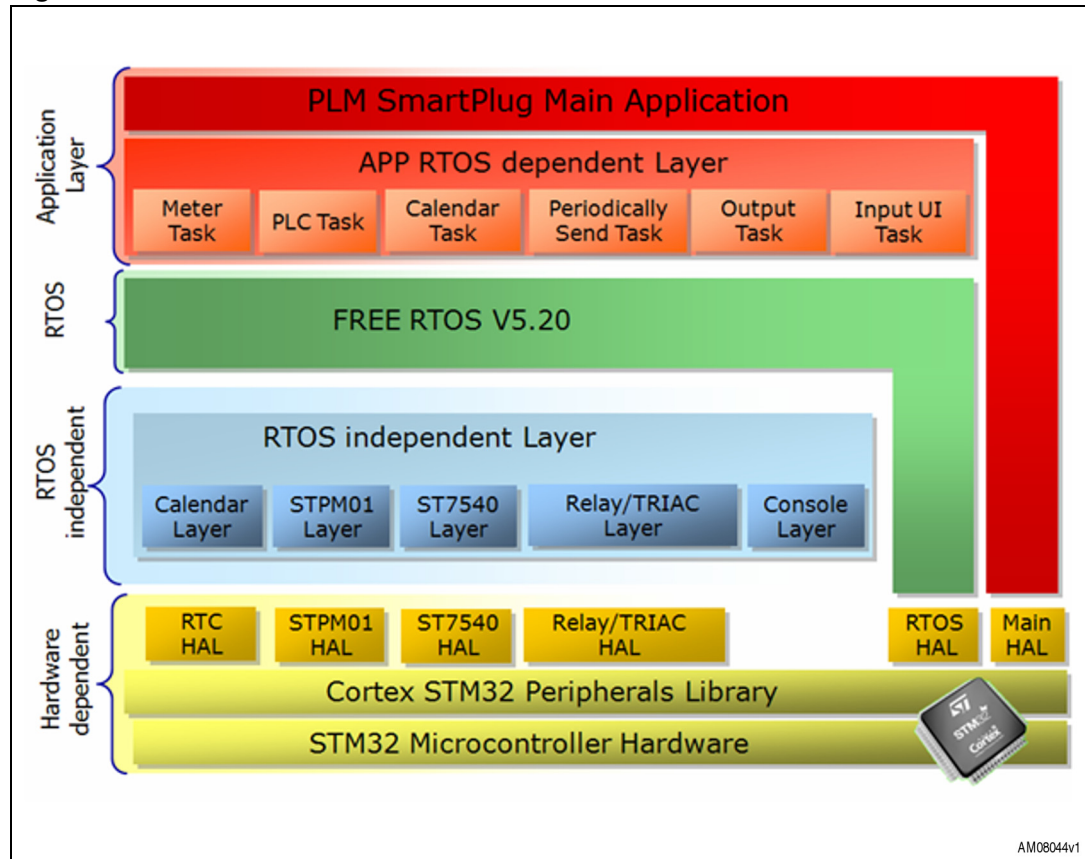 PLM SmartPlug Main Application
Application
Layer
APP RTOS dependent Layer
Meter
Task
PLC Task
Calendar
Task
Periodically
Send Task
Output
Task
Input UI
Task
RTOS
FREE RTOS V5.20
RTOS
independent
RTOS independent Layer
Calendar
Layer
STPM01
Layer
ST7540
Layer
Relay/TRIAC
Layer
Console
Layer
Hardware
dependent
RTC
HAL
STPM01
HAL
ST7540
HAL
Relay/TRIAC
HAL
RTOS
HAL
Main
HAL
Cortex STM32 Peripherals Library
STM32 Microcontroller Hardware
ST
STM32
Cortex
AM08044v1